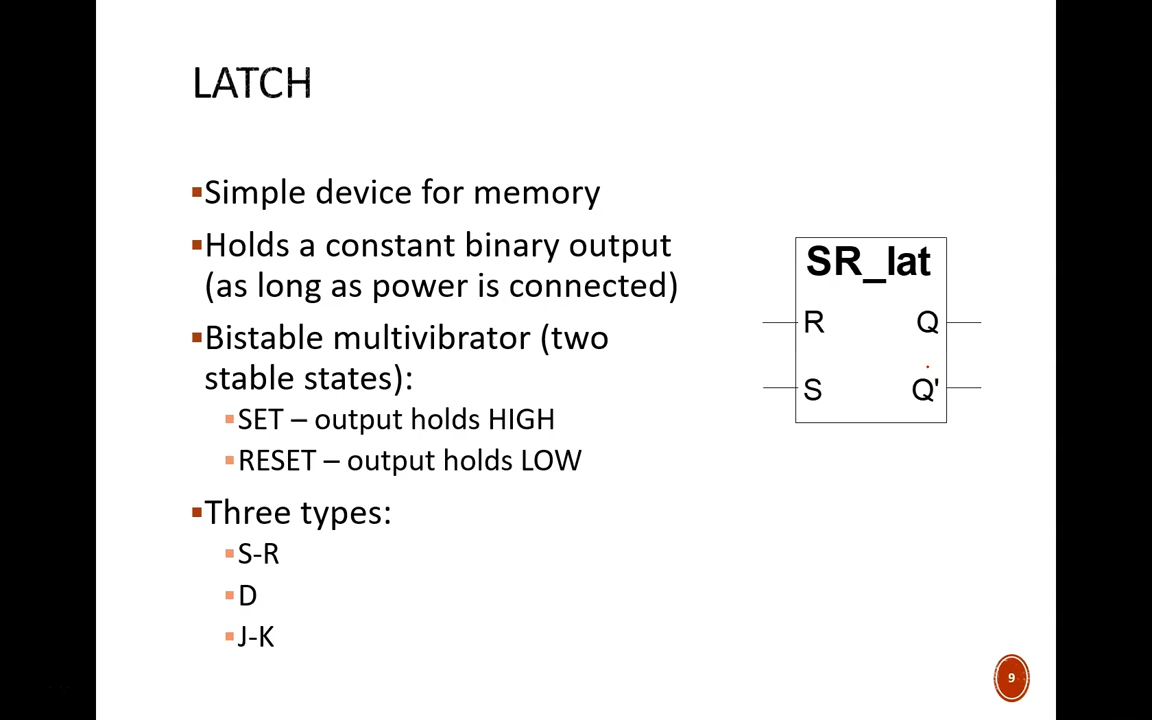 LATCH
▪Simple device for memory
▪Holds a constant binary output
(as long as power is connected)
▪Bistable multivibrator (two
stable states):
▪SET – output holds HIGH
▪RESET – output holds LOW
▪Three types:
▪S-R
▪D
▪J-K
SR_lat
R Q
S Q'
9